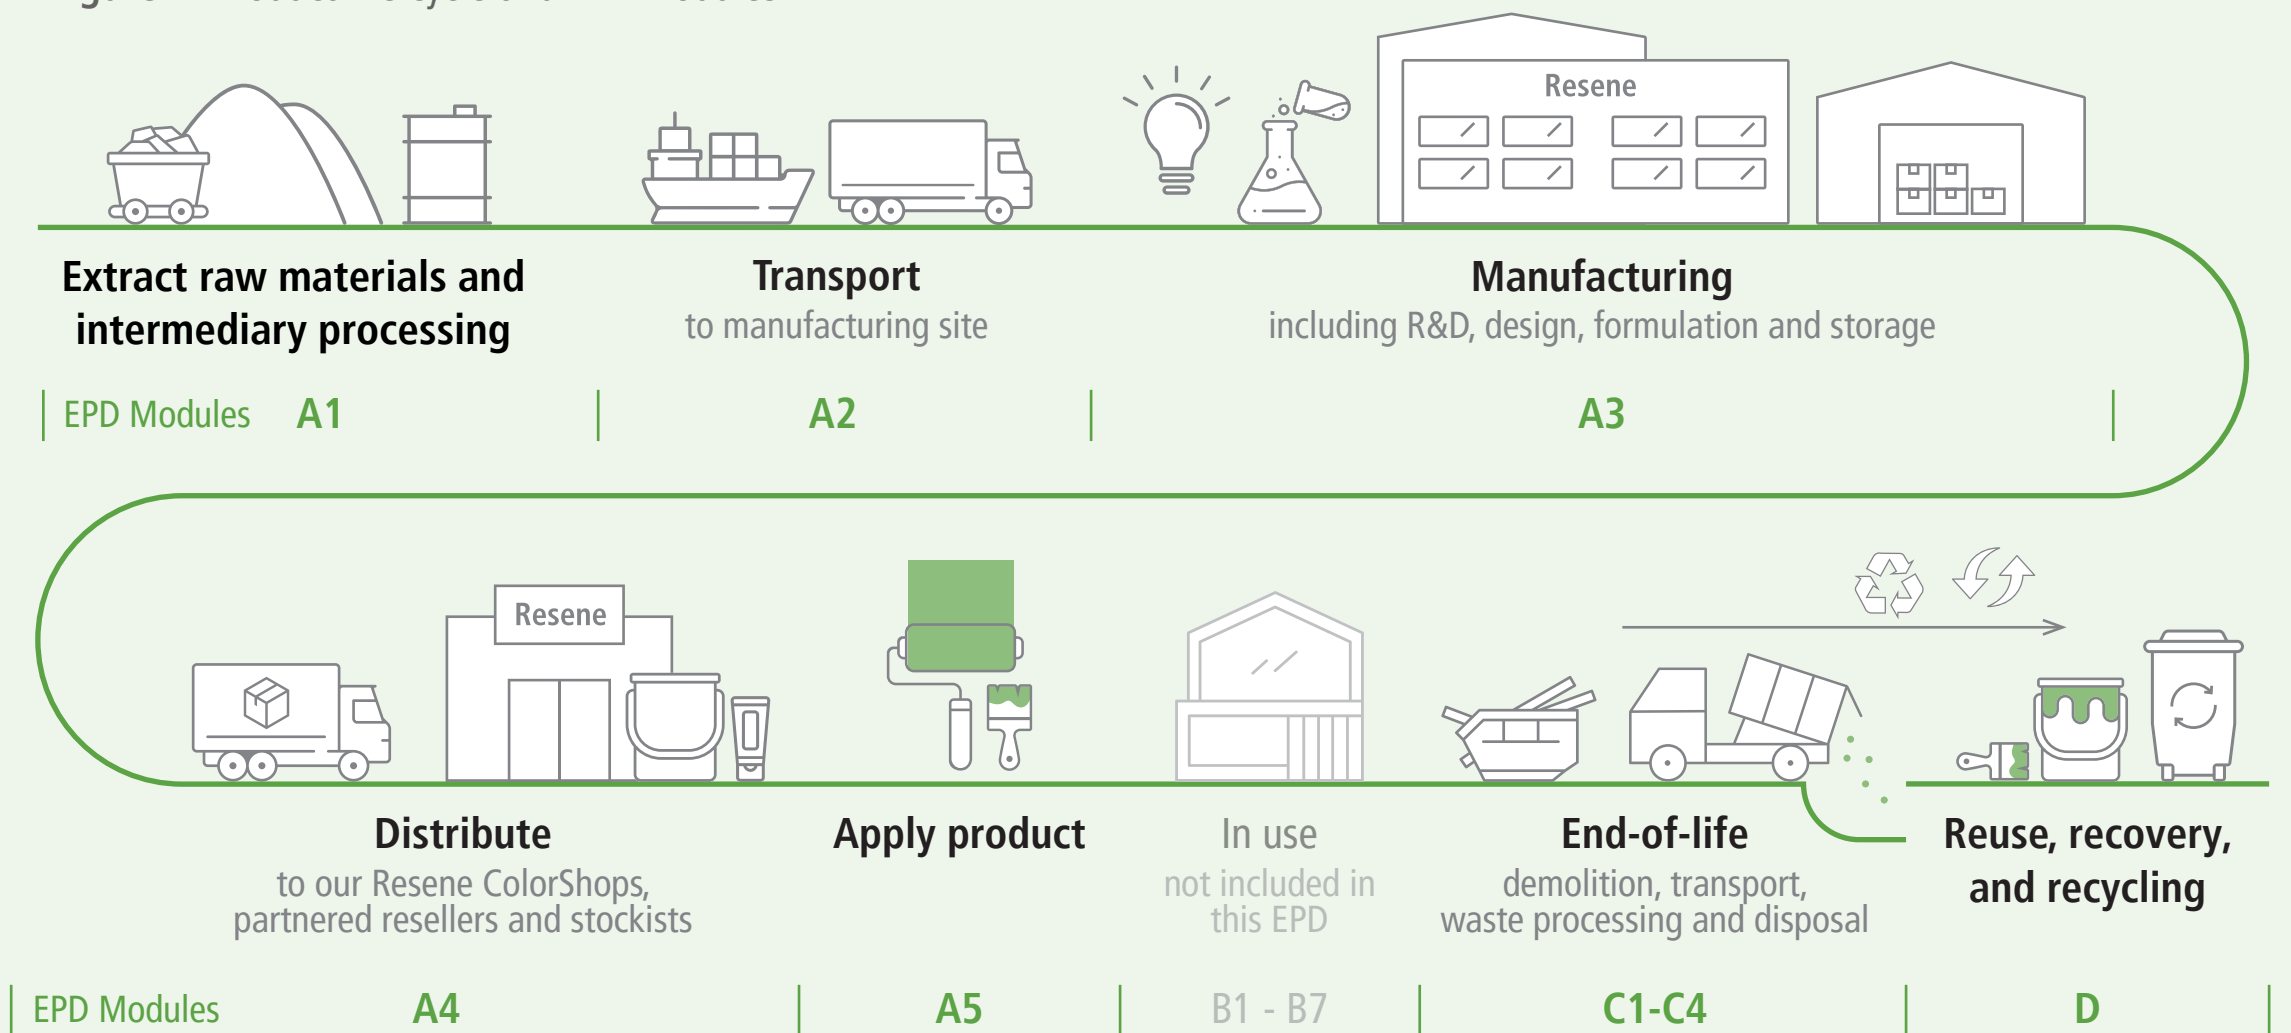 Resene
Extract raw materials and
intermediary processing
Transport
to manufacturing site
Manufacturing
including R&D, design, formulation and storage
EPD Modules A1
A2
A3
Resene
Distribute
to our Resene ColorShops,
partnered resellers and stockists
Apply product
In use
not included in
this EPD
End-of-life
demolition, transport,
waste processing and disposal
Reuse, recovery,
and recycling
EPD Modules A4
A5
B1 - B7
C1-C4
D